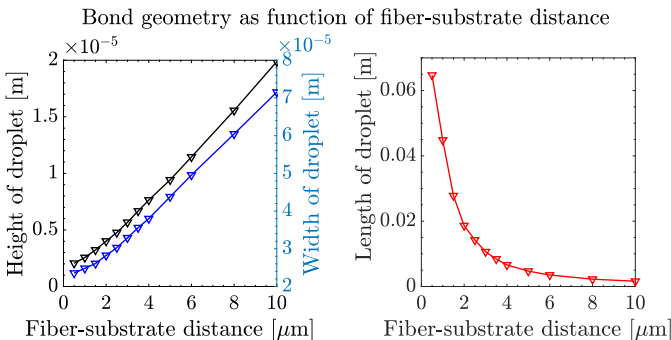 Bond geometry as function of fiber-substrate distance
×10⁻⁵
×10⁻⁵
2
1.5
1
0.5
0
Height of droplet [m]
8
7
6
5
4
3
2
Width of droplet [m]
0 2 4 6 8 10
Fiber-substrate distance [μm]
0.06
0.04
0.02
0
Length of droplet [m]
0 2 4 6 8 10
Fiber-substrate distance [μm]